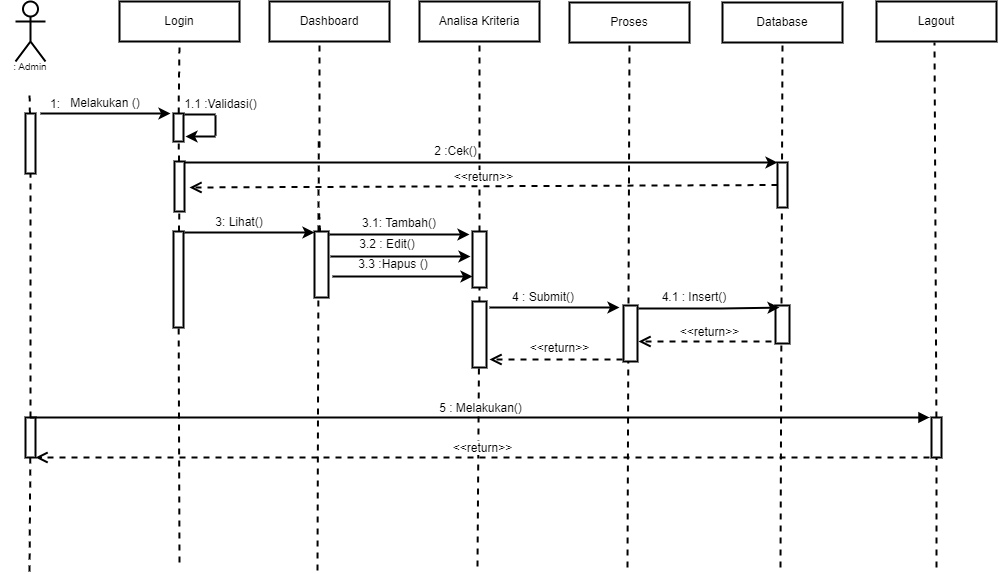 Login
Dashboard
Analisa Kriteria
Proses
Database
Lagout
: Admin
1: Melakukan ()
1.1 :Validasi()
2 :Cek()
<<return>>
3: Lihat()
3.1: Tambah()
3.2 : Edit()
3.3 :Hapus ()
4 : Submit()
4.1 : Insert()
<<return>>
<<return>>
5 : Melakukan()
<<return>>